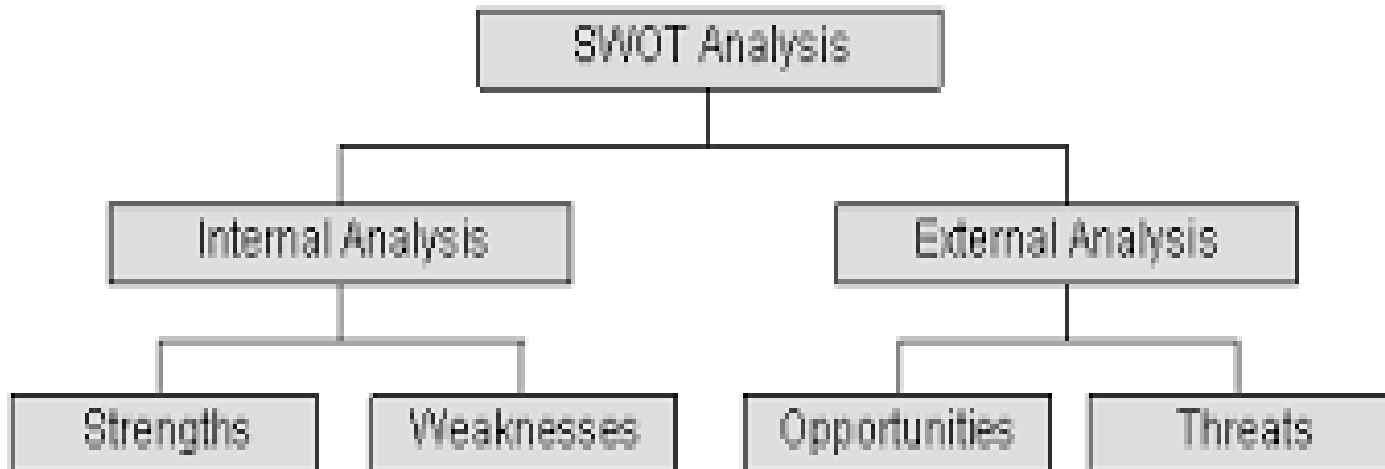 SWOT Analysis
Internal Analysis
External Analysis
Strengths
Weaknesses
Opportunities
Threats